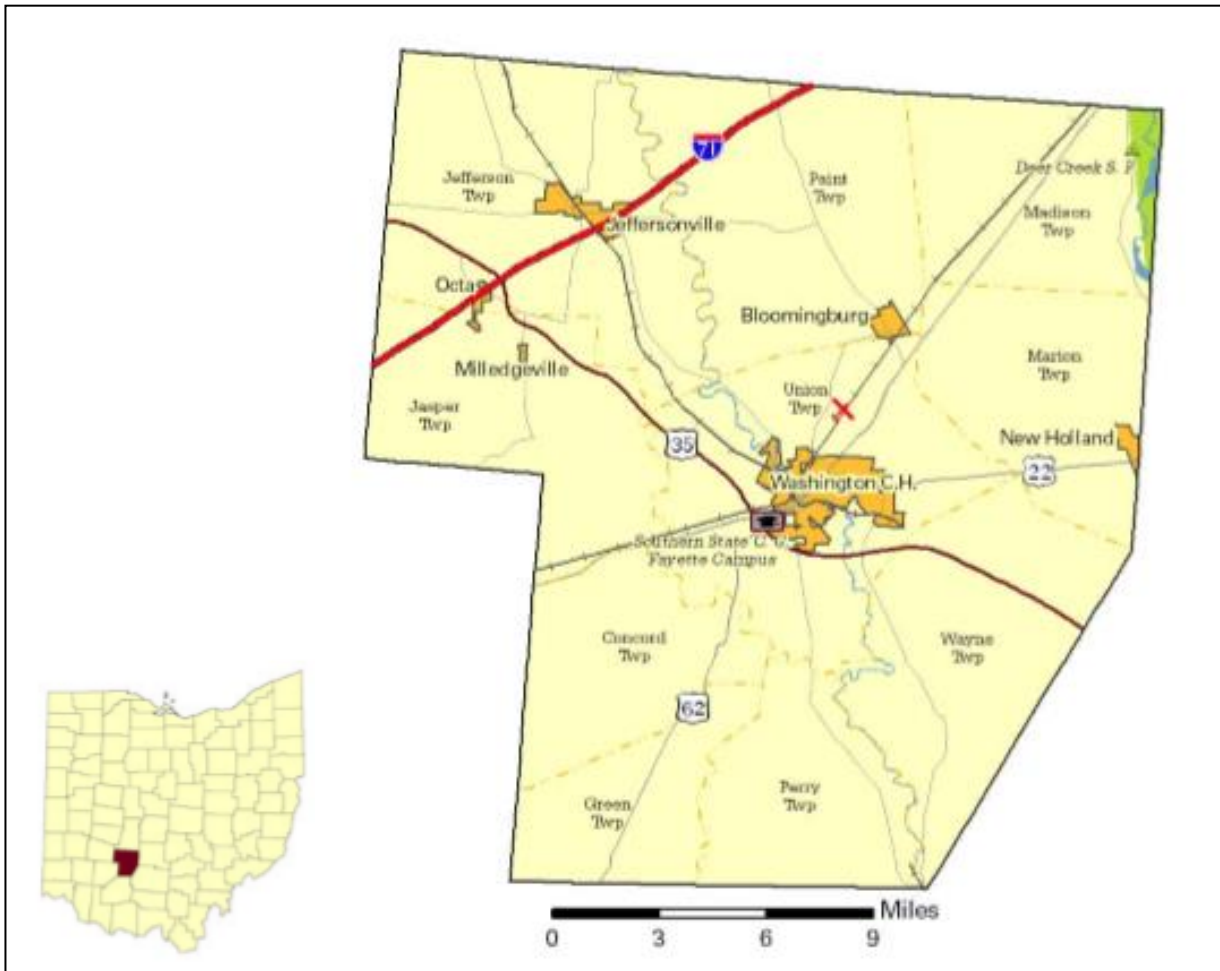 71
Jefferson
Twp
Paint
Twp
Deer Creek S. P
Madison
Twp
Jeffersonville
Octa
Bloomingburg
Milledgeville
Marion
Twp
Union
Twp
Jasper
Twp
New Holland
35
22
Washington C.H.
Southern State C. C.
Fayette Campus
Concord
Twp
Wayne
Twp
62
Green
Twp
Perry
Twp
Miles
0 3 6 9